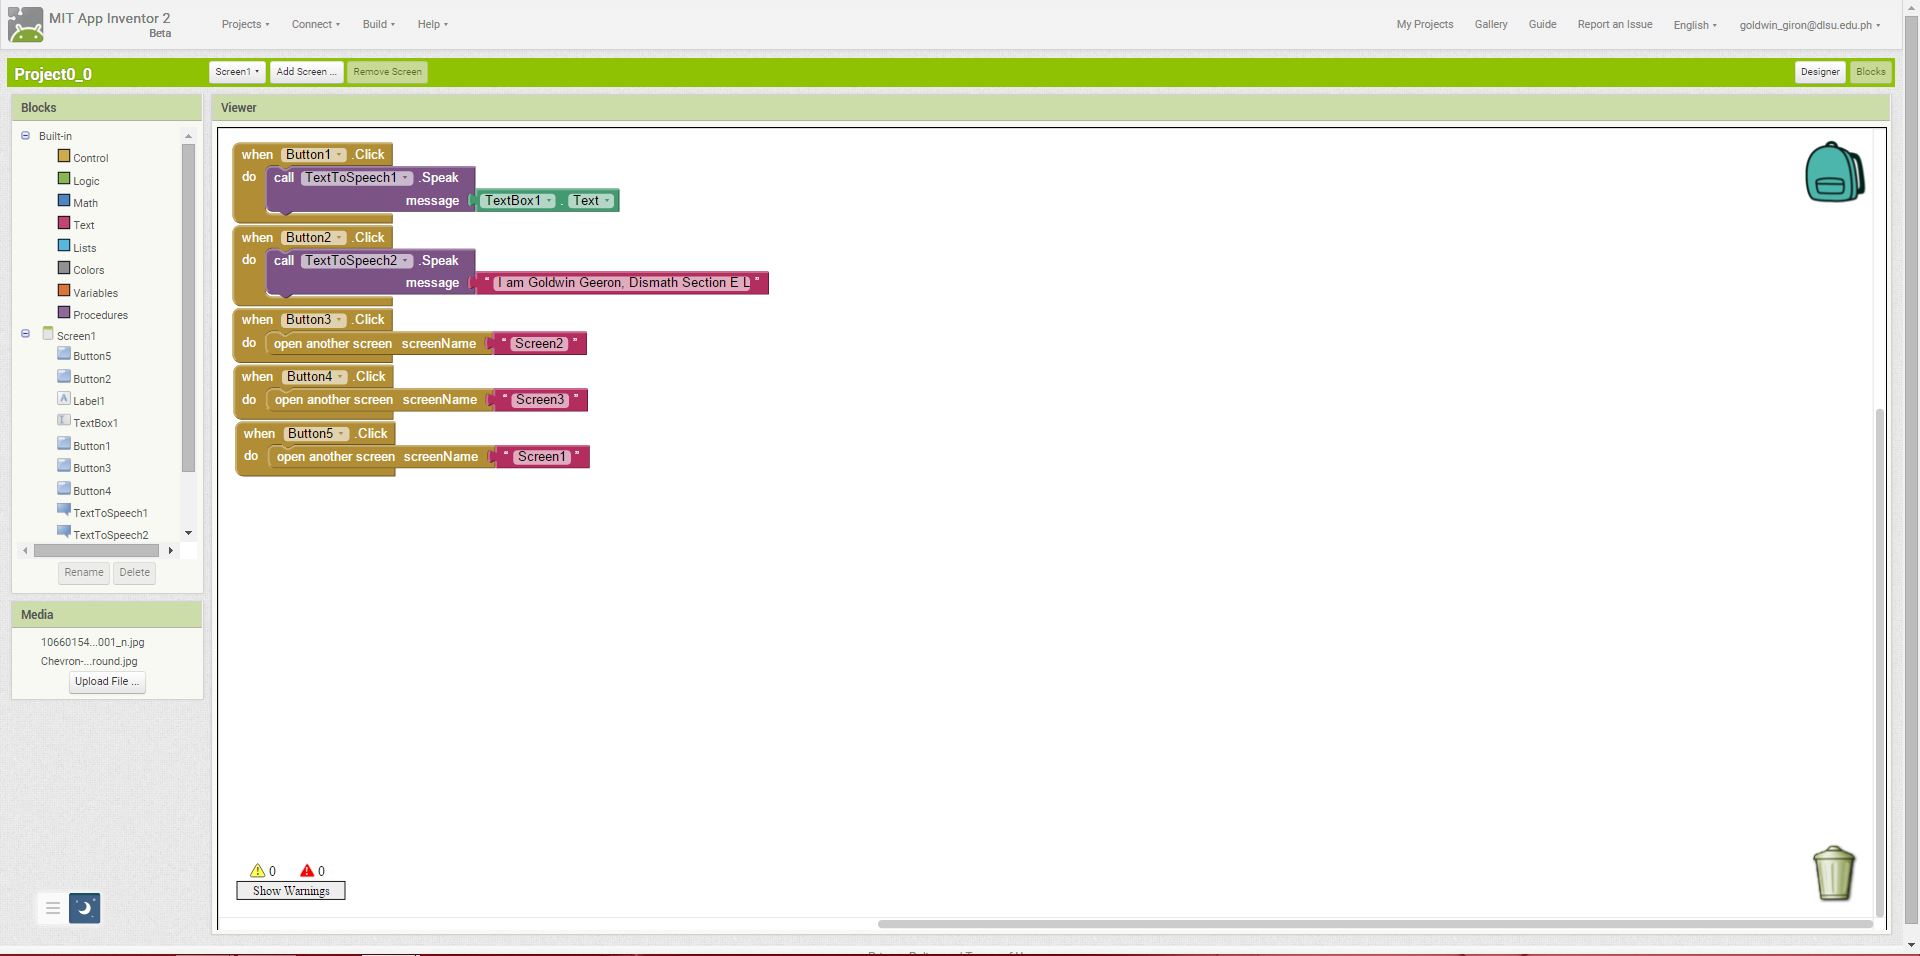 MIT App Inventor 2
Beta
Projects Connect Build Help
My Projects Gallery Guide Report an Issue English goldwin_giron@dlsu.edu.ph
Project0_0
Screen1 Add Screen ... Remove Screen
Designer Blocks
Blocks
Built-in
Control
Logic
Math
Text
Lists
Colors
Variables
Procedures
Screen1
Button5
Button2
Label1
TextBox1
Button1
Button3
Button4
TextToSpeech1
TextToSpeech2
Rename Delete
Media
10660154...001_n.jpg
Chevron-...round.jpg
Upload File ...
Viewer
when Button1 .Click
do call TextToSpeech1 .Speak
message TextBox1 . Text
when Button2 .Click
do call TextToSpeech2 .Speak
message " I am Goldwin Geeron, Dismath Section E L "
when Button3 .Click
do open another screen screenName " Screen2 "
when Button4 .Click
do open another screen screenName " Screen3 "
when Button5 .Click
do open another screen screenName " Screen1 "
0 0
Show Warnings